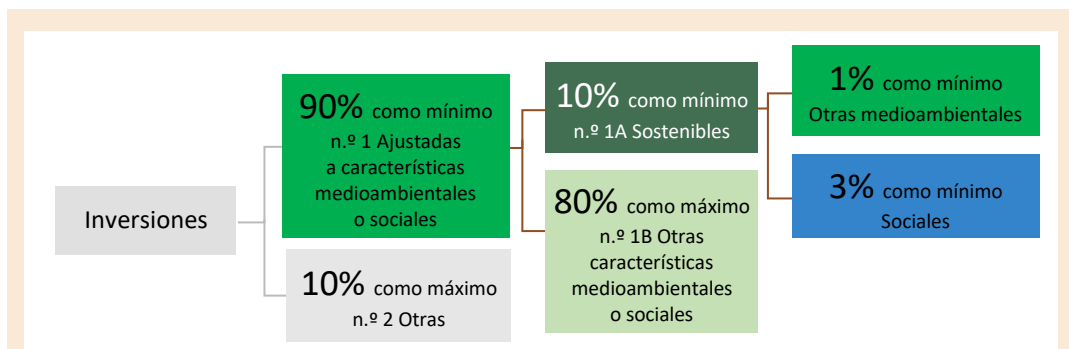 Inversiones
90% como mínimo
n.º 1 Ajustadas
a características
medioambientales
o sociales
10% como máximo
n.º 2 Otras
10% como mínimo
n.º 1A Sostenibles
80% como máximo
n.º 1B Otras
características
medioambientales
o sociales
1% como mínimo
Otras medioambientales
3% como mínimo
Sociales